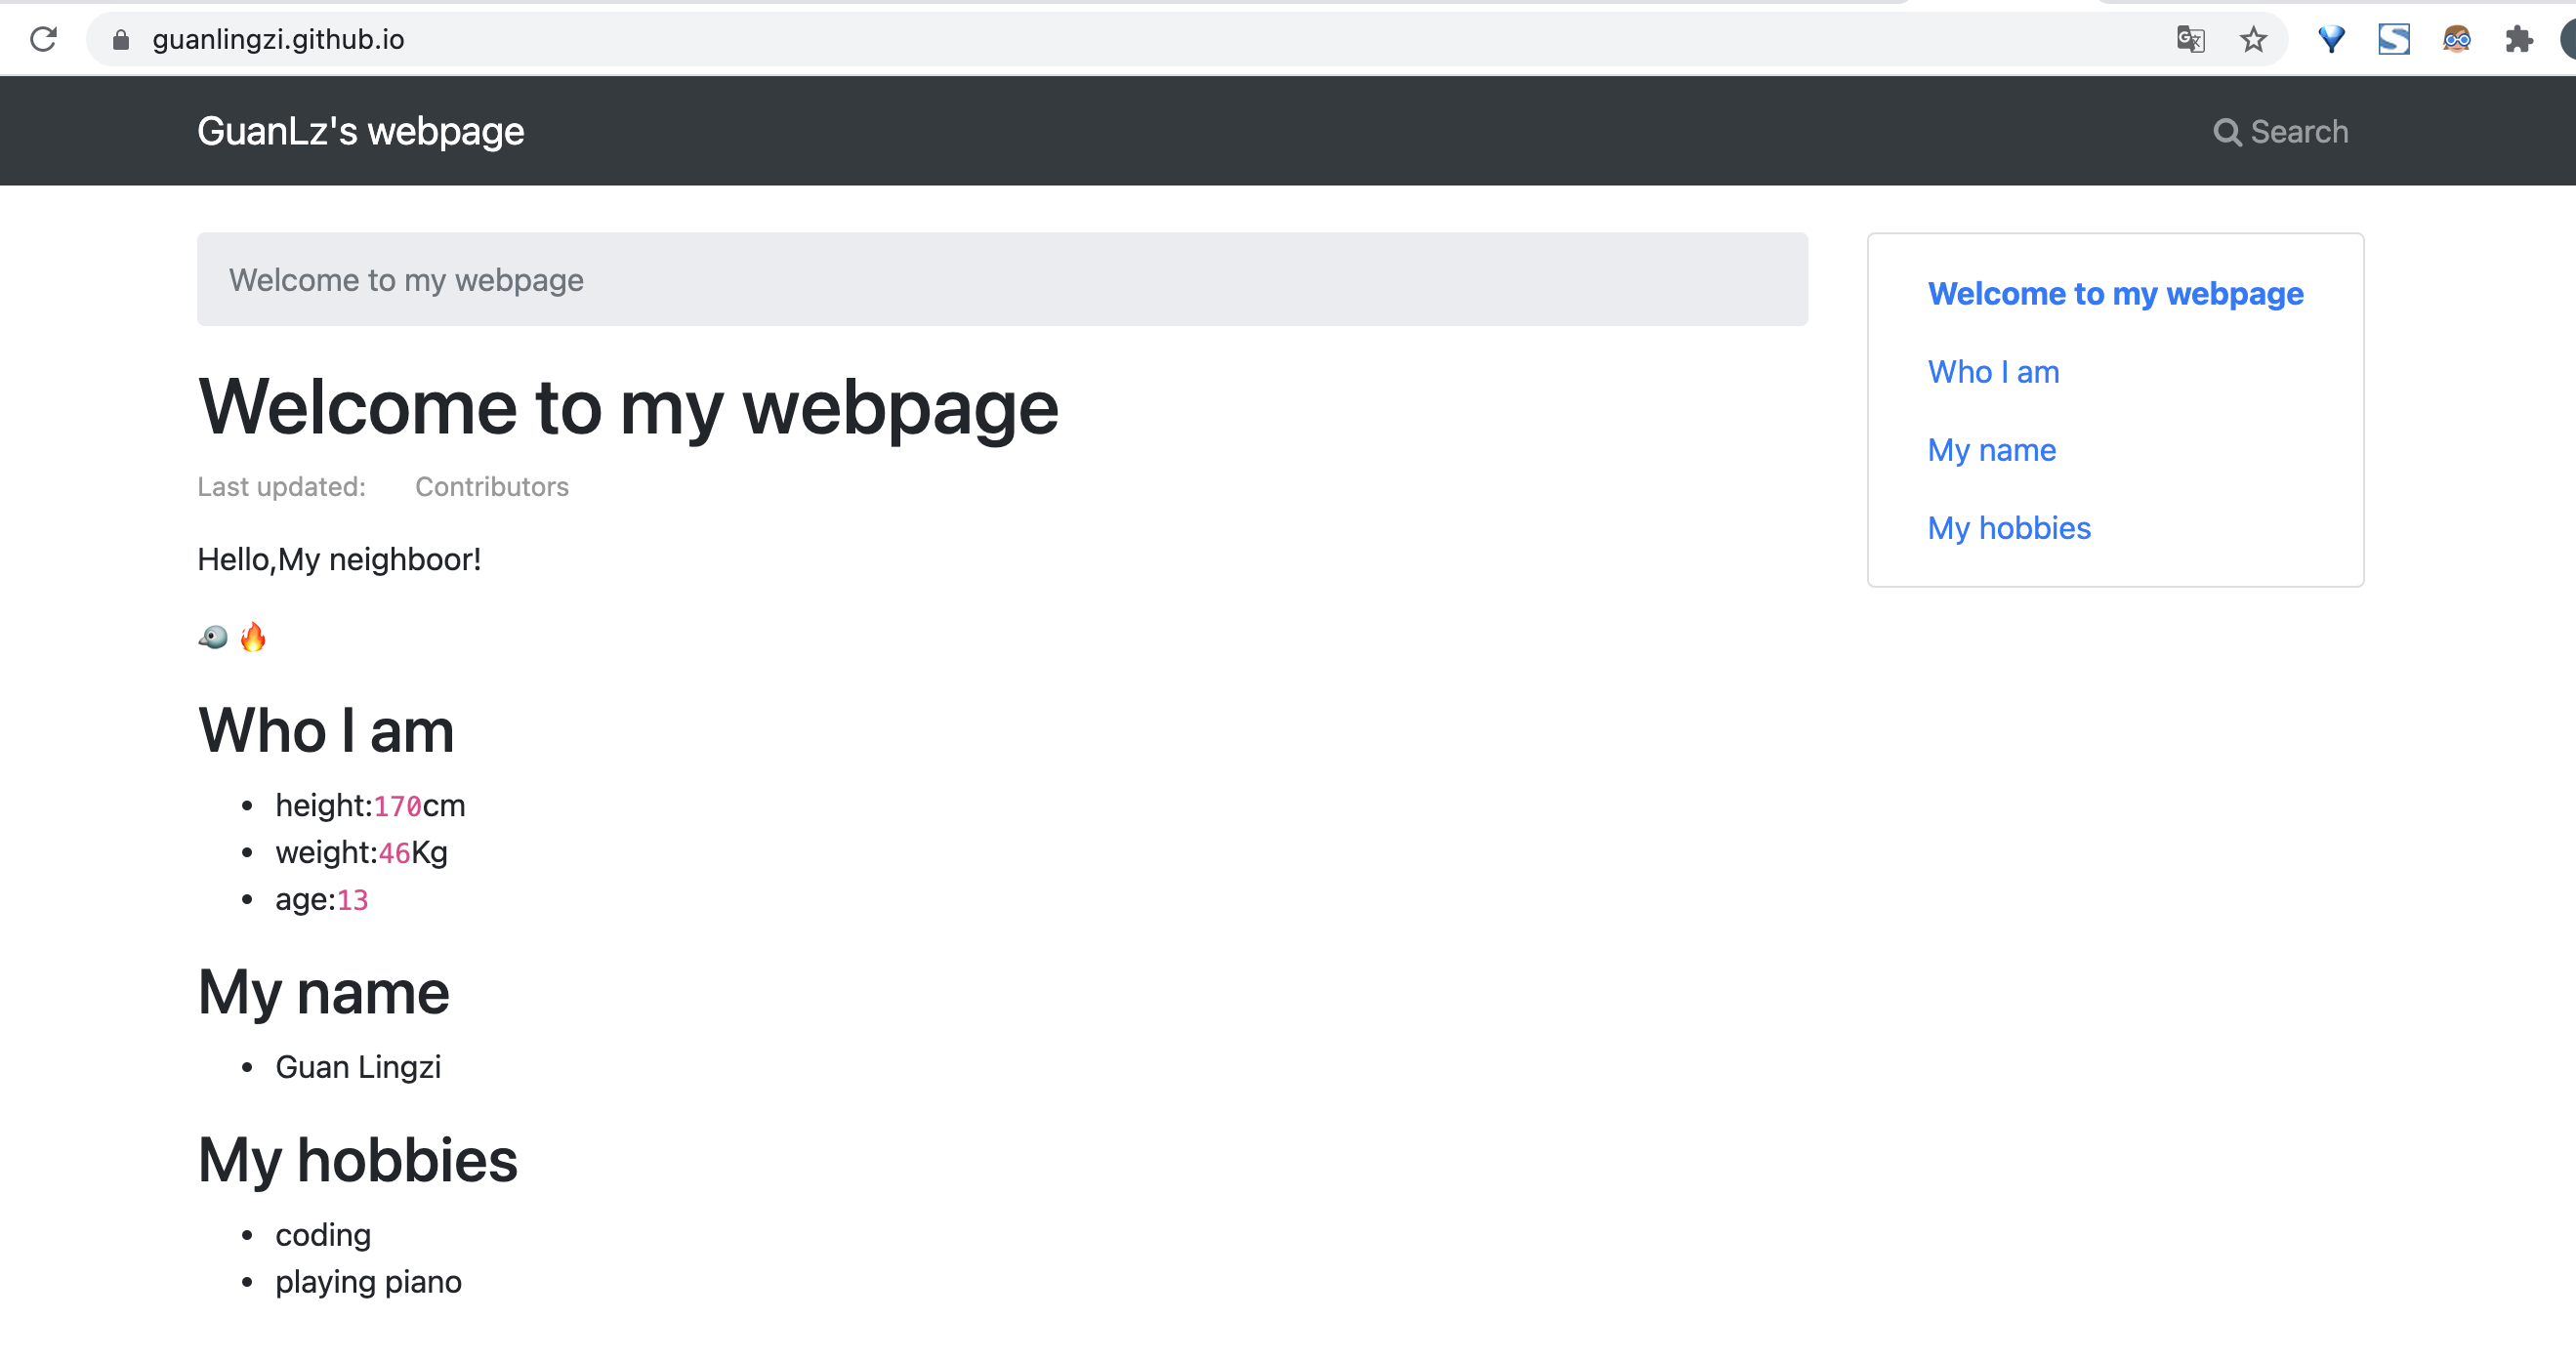 guanlingzi.github.io
GuanLz's webpage
Search
Welcome to my webpage
Welcome to my webpage
Last updated: Contributors
Hello,My neighboor!
Who I am
height:170cm
weight:46Kg
age:13
My name
Guan Lingzi
My hobbies
coding
playing piano
Welcome to my webpage
Who I am
My name
My hobbies